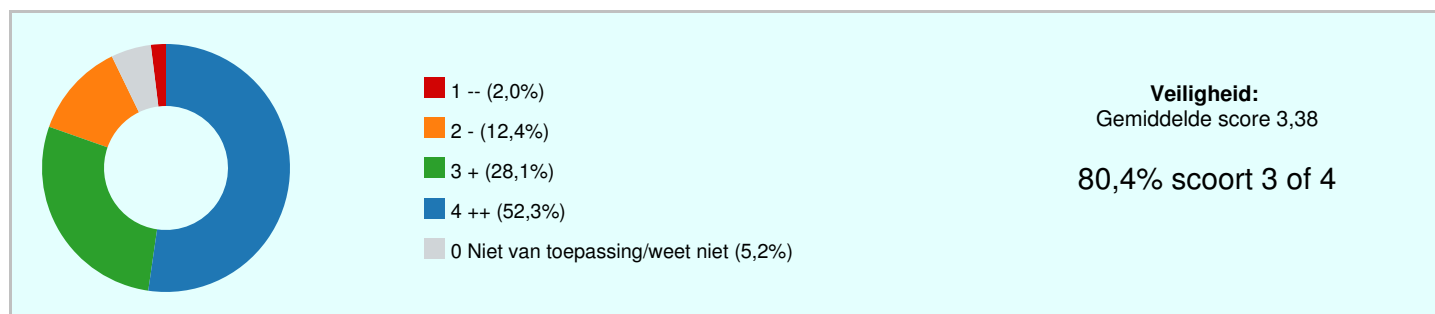 1 -- (2,0%)
2 - (12,4%)
3 + (28,1%)
4 ++ (52,3%)
0 Niet van toepassing/weet niet (5,2%)
Veiligheid:
Gemiddelde score 3,38
80,4% scoort 3 of 4